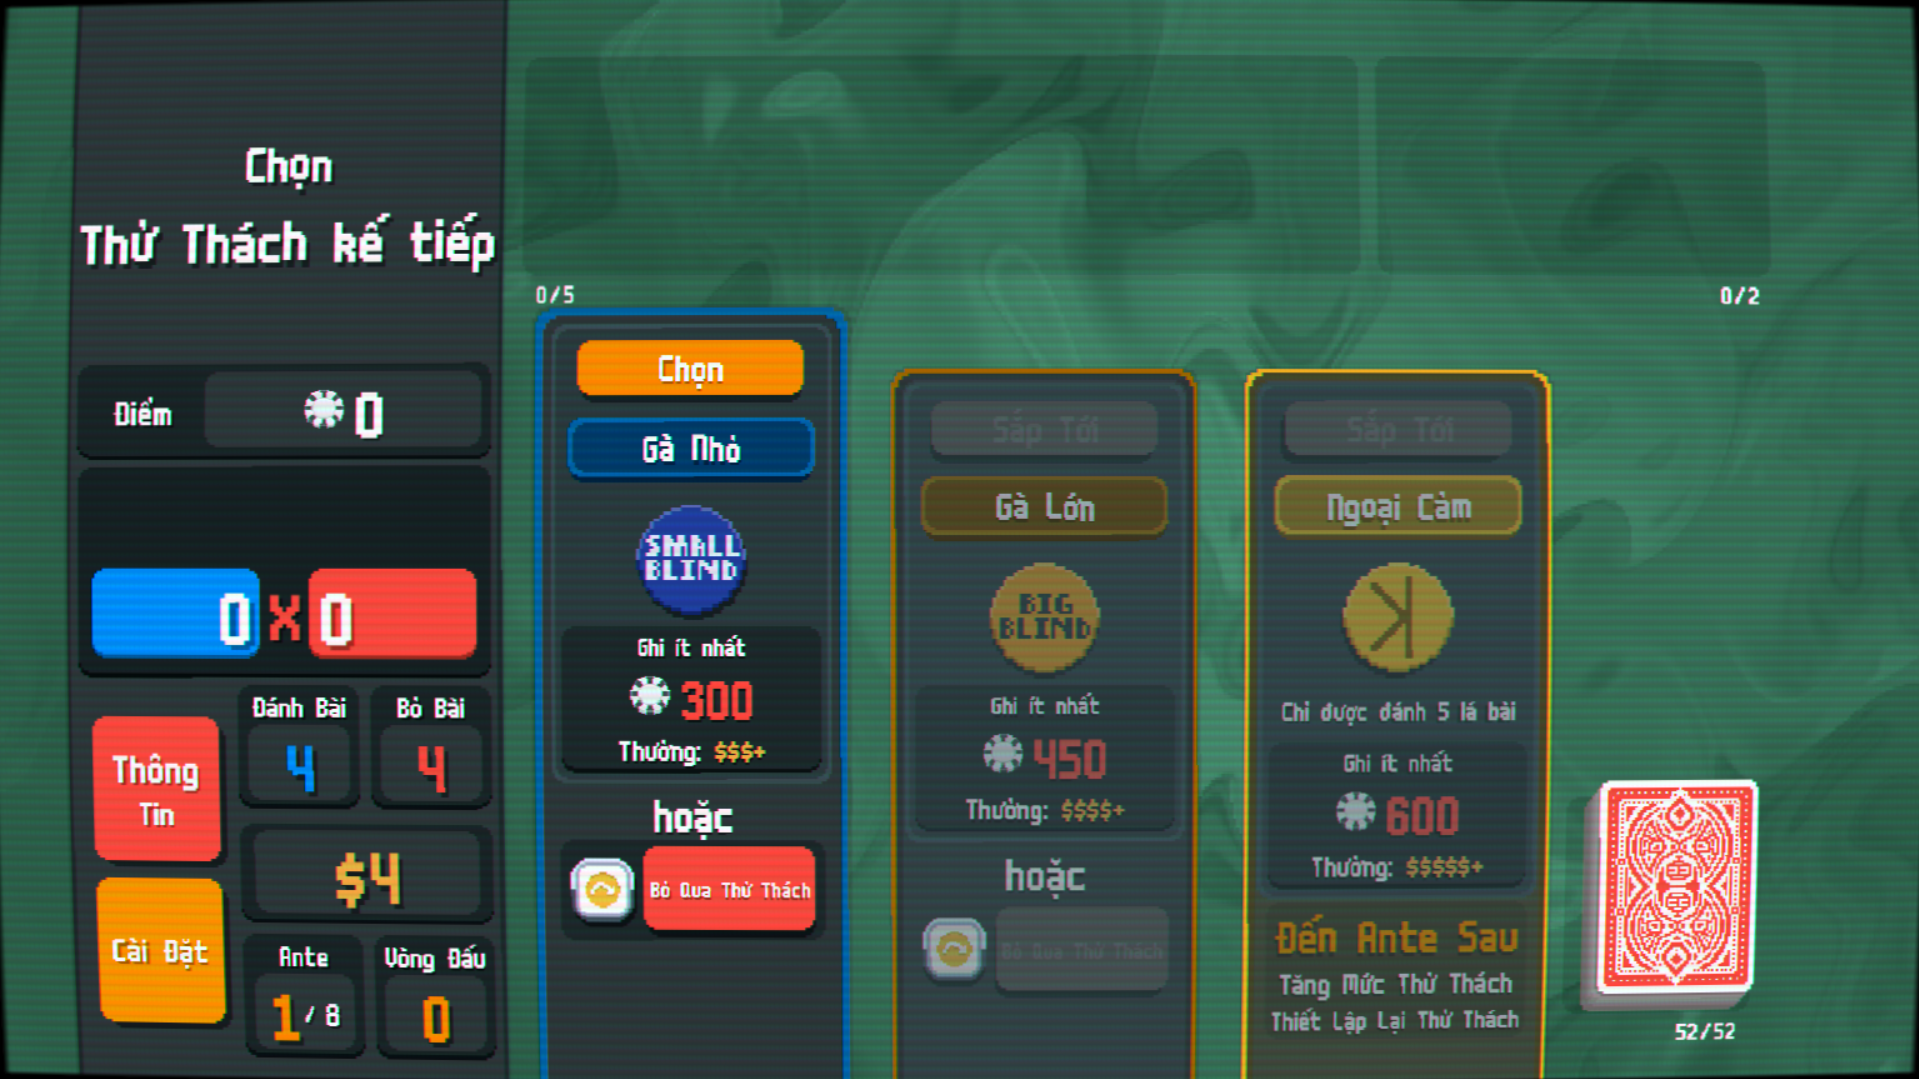 Chọn
Thử Thách kế tiếp
Điểm
0
0 X 0
Thông
Tin
Đánh Bài
4
Bỏ Bài
4
$4
Cài Đặt
Ante
1/8
Vòng Đấu
0
0/5
0/2
Chọn
Gà Nhỏ
SMALL
BLIND
Ghi ít nhất
300
Thưởng: $$$+
hoặc
Bỏ Qua Thử Thách
Sắp Tới
Gà Lớn
BIG
BLIND
Ghi ít nhất
450
Thưởng: $$$$+
hoặc
Bỏ Qua Thử Thách
Sắp Tới
Ngoại Cảm
Chỉ được đánh 5 lá bài
Ghi ít nhất
600
Thưởng: $$$$$+
Đến Ante Sau
Tăng Mức Thử Thách
Thiết Lập Lại Thử Thách
52/52